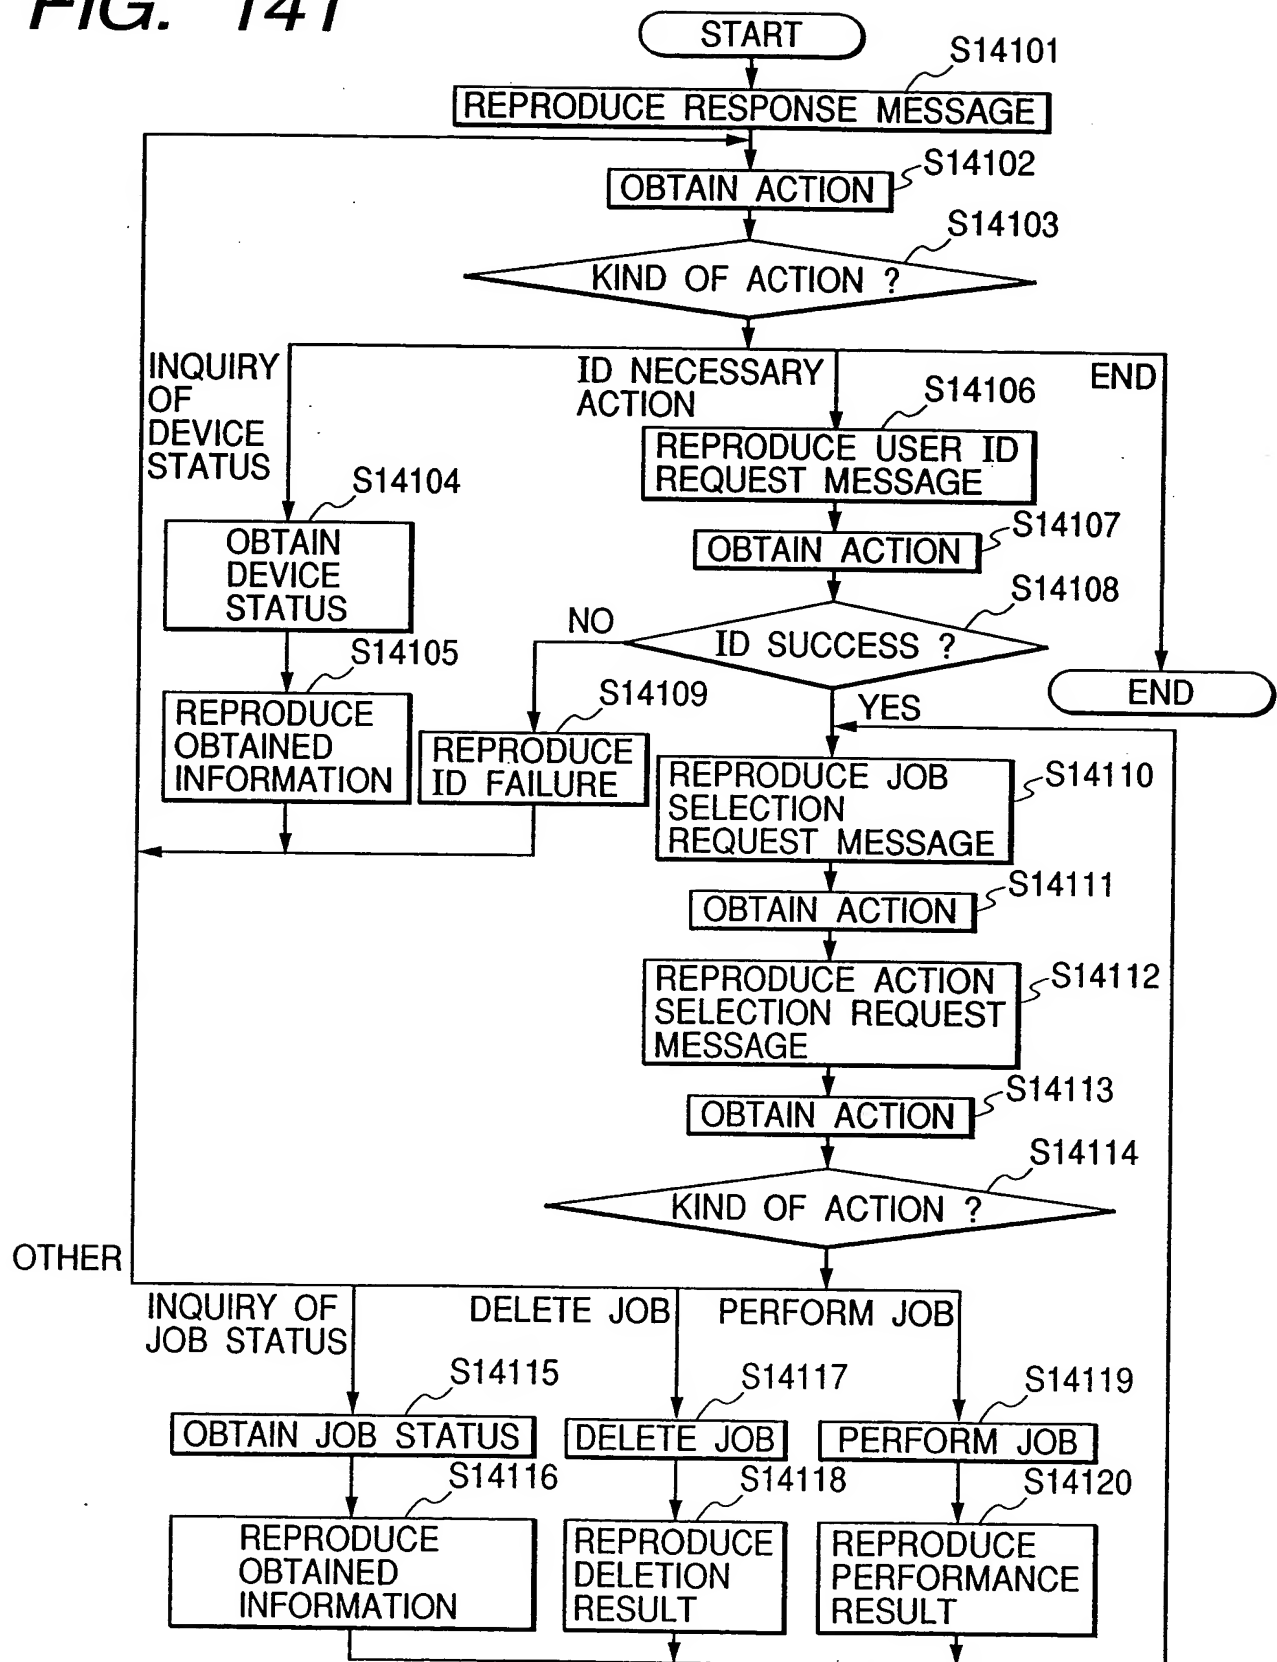 FIG. 141
START
S14101
REPRODUCE RESPONSE MESSAGE
S14102
OBTAIN ACTION
S14103
KIND OF ACTION ?
INQUIRY
OF
DEVICE
STATUS
ID NECESSARY
ACTION
END
S14106
REPRODUCE USER ID
REQUEST MESSAGE
S14104
OBTAIN
DEVICE
STATUS
S14107
OBTAIN ACTION
S14108
NO
ID SUCCESS ?
S14105
REPRODUCE
OBTAINED
INFORMATION
END
YES
S14109
REPRODUCE
ID FAILURE
S14110
REPRODUCE JOB
SELECTION
REQUEST MESSAGE
S14111
OBTAIN ACTION
S14112
REPRODUCE ACTION
SELECTION REQUEST
MESSAGE
S14113
OBTAIN ACTION
S14114
KIND OF ACTION ?
OTHER
INQUIRY OF
JOB STATUS
DELETE JOB
PERFORM JOB
S14115
OBTAIN JOB STATUS
S14117
DELETE JOB
S14119
PERFORM JOB
S14116
REPRODUCE
OBTAINED
INFORMATION
S14118
REPRODUCE
DELETION
RESULT
S14120
REPRODUCE
PERFORMANCE
RESULT